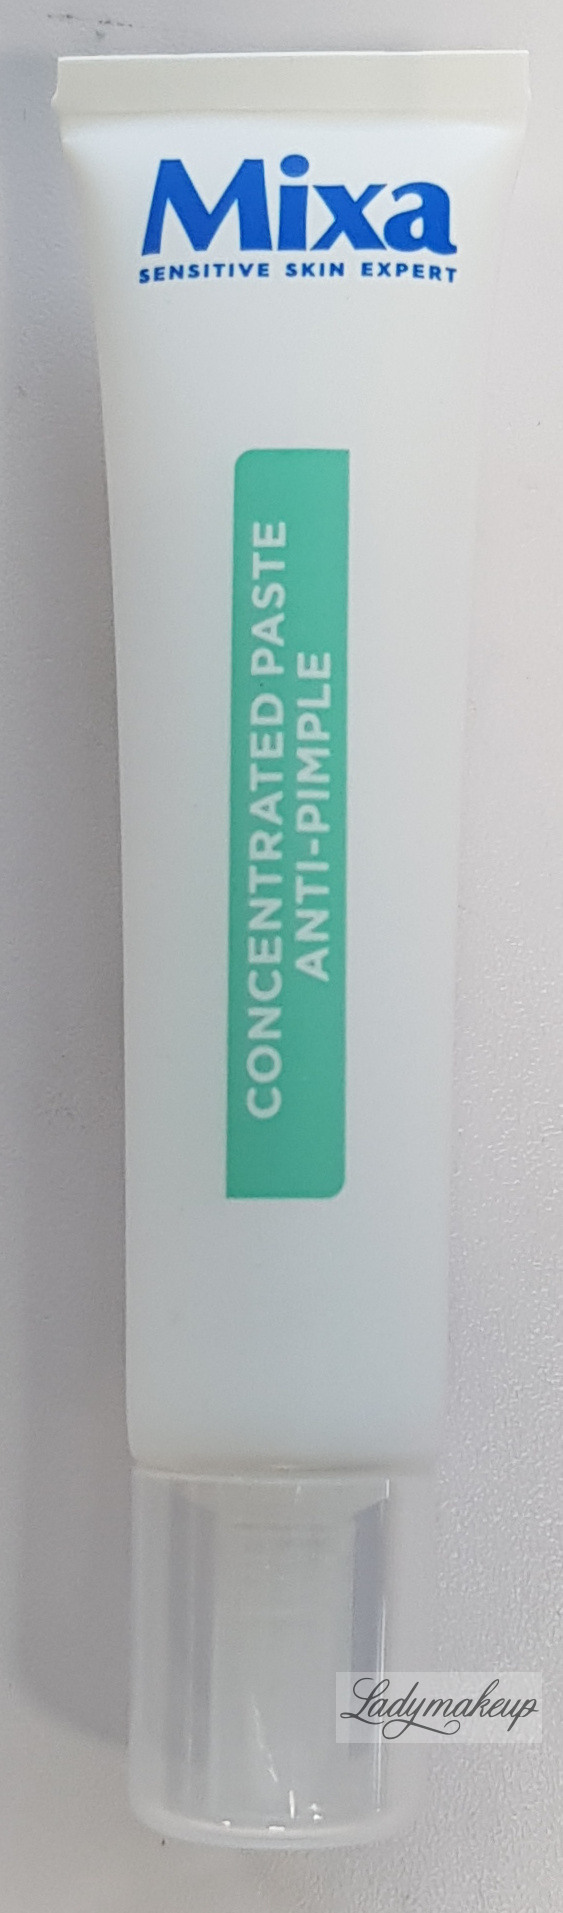 Mixa
SENSITIVE SKIN EXPERT
CONCENTRATED PASTE
ANTI-PIMPLE
Ladymakeup